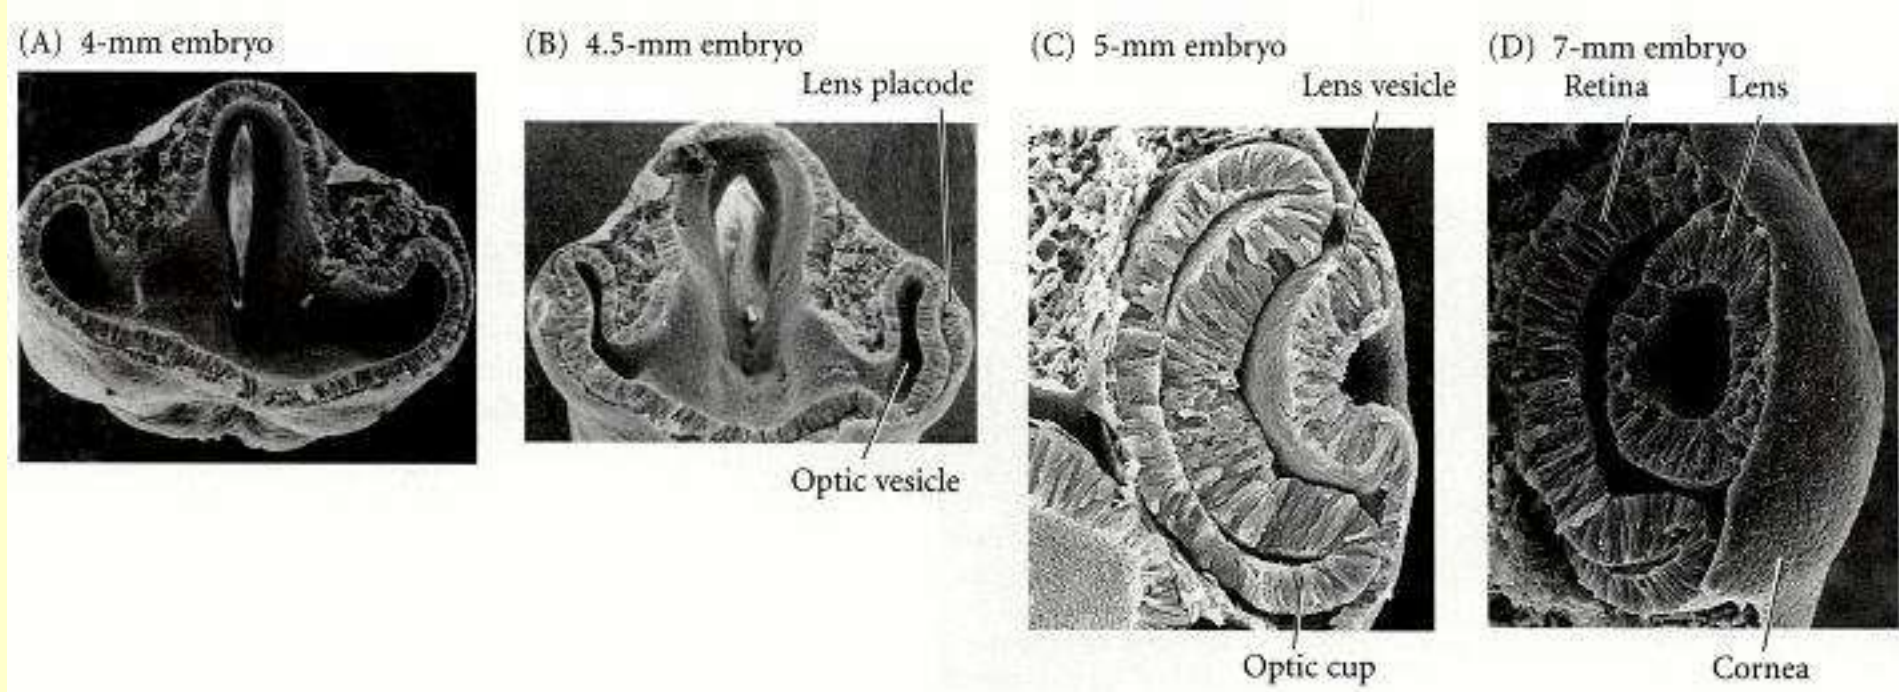 (A) 4-mm embryo
(B) 4.5-mm embryo
Lens placode
Optic vesicle
(C) 5-mm embryo
Lens vesicle
Optic cup
(D) 7-mm embryo
Retina Lens
Cornea